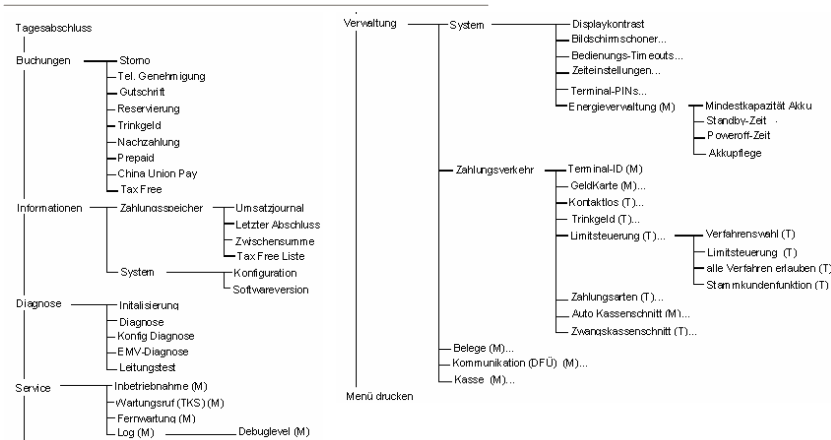 Tagesabschluss
Buchungen
Storno
Tel. Genehmigung
Gutschrift
Reservierung
Trinkgeld
Nachzahlung
Prepaid
China Union Pay
Tax Free
Informationen
Zahlungsspeicher
Umsatzjournal
Letzter Abschluss
Zwischensumme
Tax Free Liste
System
Konfiguration
Softwareversion
Diagnose
Initalisierung
Diagnose
Konfig Diagnose
EMV-Diagnose
Leitungstest
Service
Inbetriebnahme (M)
Wartungsruf (TKS) (M)
Fernwartung (M)
Log (M)
Debuglevel (M)
Verwaltung
System
Displaykontrast
Bildschirmschoner...
Bedienungs-Timeouts...
Zeiteinstellungen...
Terminal-PINs...
Energieverwaltung (M)
Mindestkapazität Akku
Standby-Zeit
Poweroff-Zeit
Akkupflege
Zahlungsverkehr
Terminal-ID (M)
GeldKarte (M)...
Kontaktlos (T)...
Trinkgeld (T)...
Limitsteuerung (T)...
Verfahrenswahl (T)
Limitsteuerung (T)
alle Verfahren erlauben (T)
Stammkundenfunktion (T)
Zahlungsarten (T)...
Auto Kassenschnitt (M)...
Zwangskassenschnitt (T)...
Belege (M)...
Kommunikation (DFÜ) (M)...
Kasse (M)...
Menü drucken